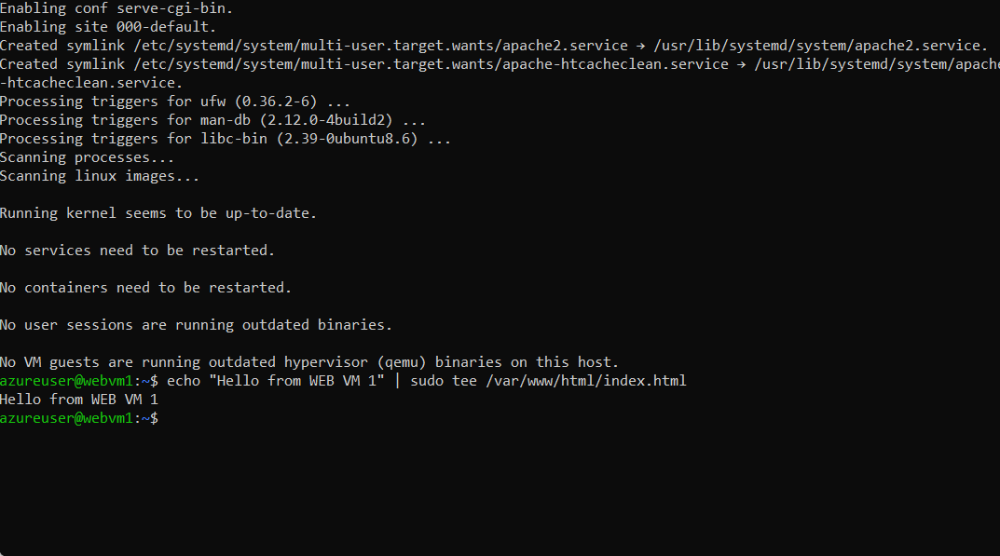 Enabling conf serve-cgi-bin.
Enabling site 000-default.
Created symlink /etc/systemd/system/multi-user.target.wants/apache2.service → /usr/lib/systemd/system/apache2.service.
Created symlink /etc/systemd/system/multi-user.target.wants/apache-htcacheclean.service → /usr/lib/systemd/system/apache
-htcacheclean.service.
Processing triggers for ufw (0.36.2-6) ...
Processing triggers for man-db (2.12.0-4build2) ...
Processing triggers for libc-bin (2.39-0ubuntu8.6) ...
Scanning processes...
Scanning linux images...
Running kernel seems to be up-to-date.
No services need to be restarted.
No containers need to be restarted.
No user sessions are running outdated binaries.
No VM guests are running outdated hypervisor (qemu) binaries on this host.
azureuser@webvm1:~$ echo "Hello from WEB VM 1" | sudo tee /var/www/html/index.html
Hello from WEB VM 1
azureuser@webvm1:~$